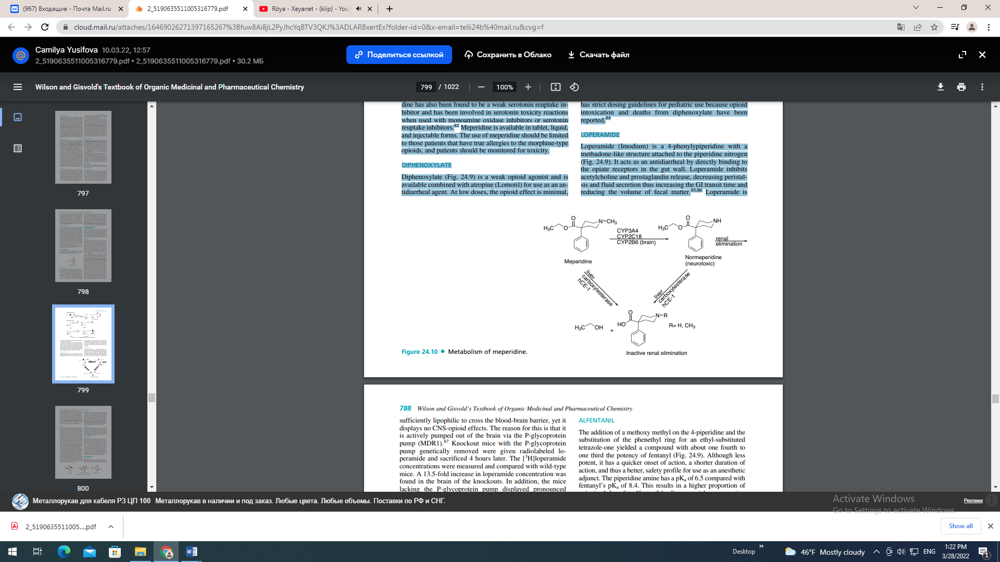 (967) Входящие - Почта Mail.ru
2_5190635511005316779.pdf
Röya - Xeyanet - (klip) - You
cloud.mail.ru/attaches/16469026271397165267%3Bfuw8Ai8jL2PyJhcYqBTV3QKJ%3ADLARBxertEx?folder-id=0&x-email=telli24b%40mail.ru&cvg=f
Camilya Yusifova 10.03.22, 12:57
2_5190635511005316779.pdf • 2_5190635511005316779.pdf • 30.2 МБ
Поделиться ссылкой
Сохранить в Облако
Скачать файл
Wilson and Gisvold's Textbook of Organic Medicinal and Pharmaceutical Chemistry
799 / 1022
100%
797
798
799
800
dine has also been found to be a weak serotonin reuptake in-
hibitor and has been involved in serotonin toxicity reactions
when used with monoamine oxidase inhibitors or serotonin
reuptake inhibitors.82 Meperidine is available in tablet, liquid,
and injectable forms. The use of meperidine should be limited
to those patients that have true allergies to the morphine-type
opioids, and patients should be monitored for toxicity.
DIPHENOXYLATE
Diphenoxylate (Fig. 24.9) is a weak opioid agonist and is
available combined with atropine (Lomotil) for use as an an-
tidiarrheal agent. At low doses, the opioid effect is minimal,
has strict dosing guidelines for pediatric use because opioid
intoxication and deaths from diphenoxylate have been
reported.84
LOPERAMIDE
Loperamide (Imodium) is a 4-phenylypiperidine with a
methadone-like structure attached to the piperidine nitrogen
(Fig. 24.9). It acts as an antidiarrheal by directly binding to
the opiate receptors in the gut wall. Loperamide inhibits
acetylcholine and prostaglandin release, decreasing peristal-
sis and fluid secretion thus increasing the GI transit time and
reducing the volume of fecal matter.85,86 Loperamide is
O
H3C
O
N-CH3
CYP3A4
CYP2C18
CYP2B6 (brain)
O
H3C
O
NH
renal
elimination
Meperidine
Normeperidine
(neurotoxic)
liver
carboxylesterase
hCE-1
liver
carboxylesterase
hCE-1
H3C
OH
+
O
HO
N-R
R= H, CH3
Inactive renal elimination
Figure 24.10 • Metabolism of meperidine.
788 Wilson and Gisvold's Textbook of Organic Medicinal and Pharmaceutical Chemistry
sufficiently lipophilic to cross the blood-brain barrier, yet it
displays no CNS-opioid effects. The reason for this is that it
is actively pumped out of the brain via the P-glycoprotein
pump (MDR1).87 Knockout mice with the P-glycoprotein
pump genetically removed were given radiolabeled lo-
peramide and sacrificed 4 hours later. The [3H]loperamide
concentrations were measured and compared with wild-type
mice. A 13.5-fold increase in loperamide concentration was
found in the brain of the knockouts. In addition, the mice
lacking the P-glycoprotein pump displayed pronounced
ALFENTANIL
The addition of a methoxy methyl on the 4-piperidine and the
substitution of the phenethyl ring for an ethyl-substituted
tetrazole-one yielded a compound with about one fourth to
one third the potency of fentanyl (Fig. 24.9). Although less
potent, it has a quicker onset of action, a shorter duration of
action, and thus a better, safety profile for use as an anesthetic
adjunct. The piperidine amine has a pKa of 6.5 compared with
fentanyl's pKa of 8.4. This results in a higher proportion of
Металлорукав для кабеля РЗ ЦП 100 Металлорукав в наличии и под заказ. Любые цвета. Любые объемы. Поставки по РФ и СНГ.
Реклама
Activate Windows
Go to Settings to activate Windows.
2_5190635511005....pdf
Show all
Desktop
46°F Mostly cloudy
ENG
1:22 PM
3/28/2022
1